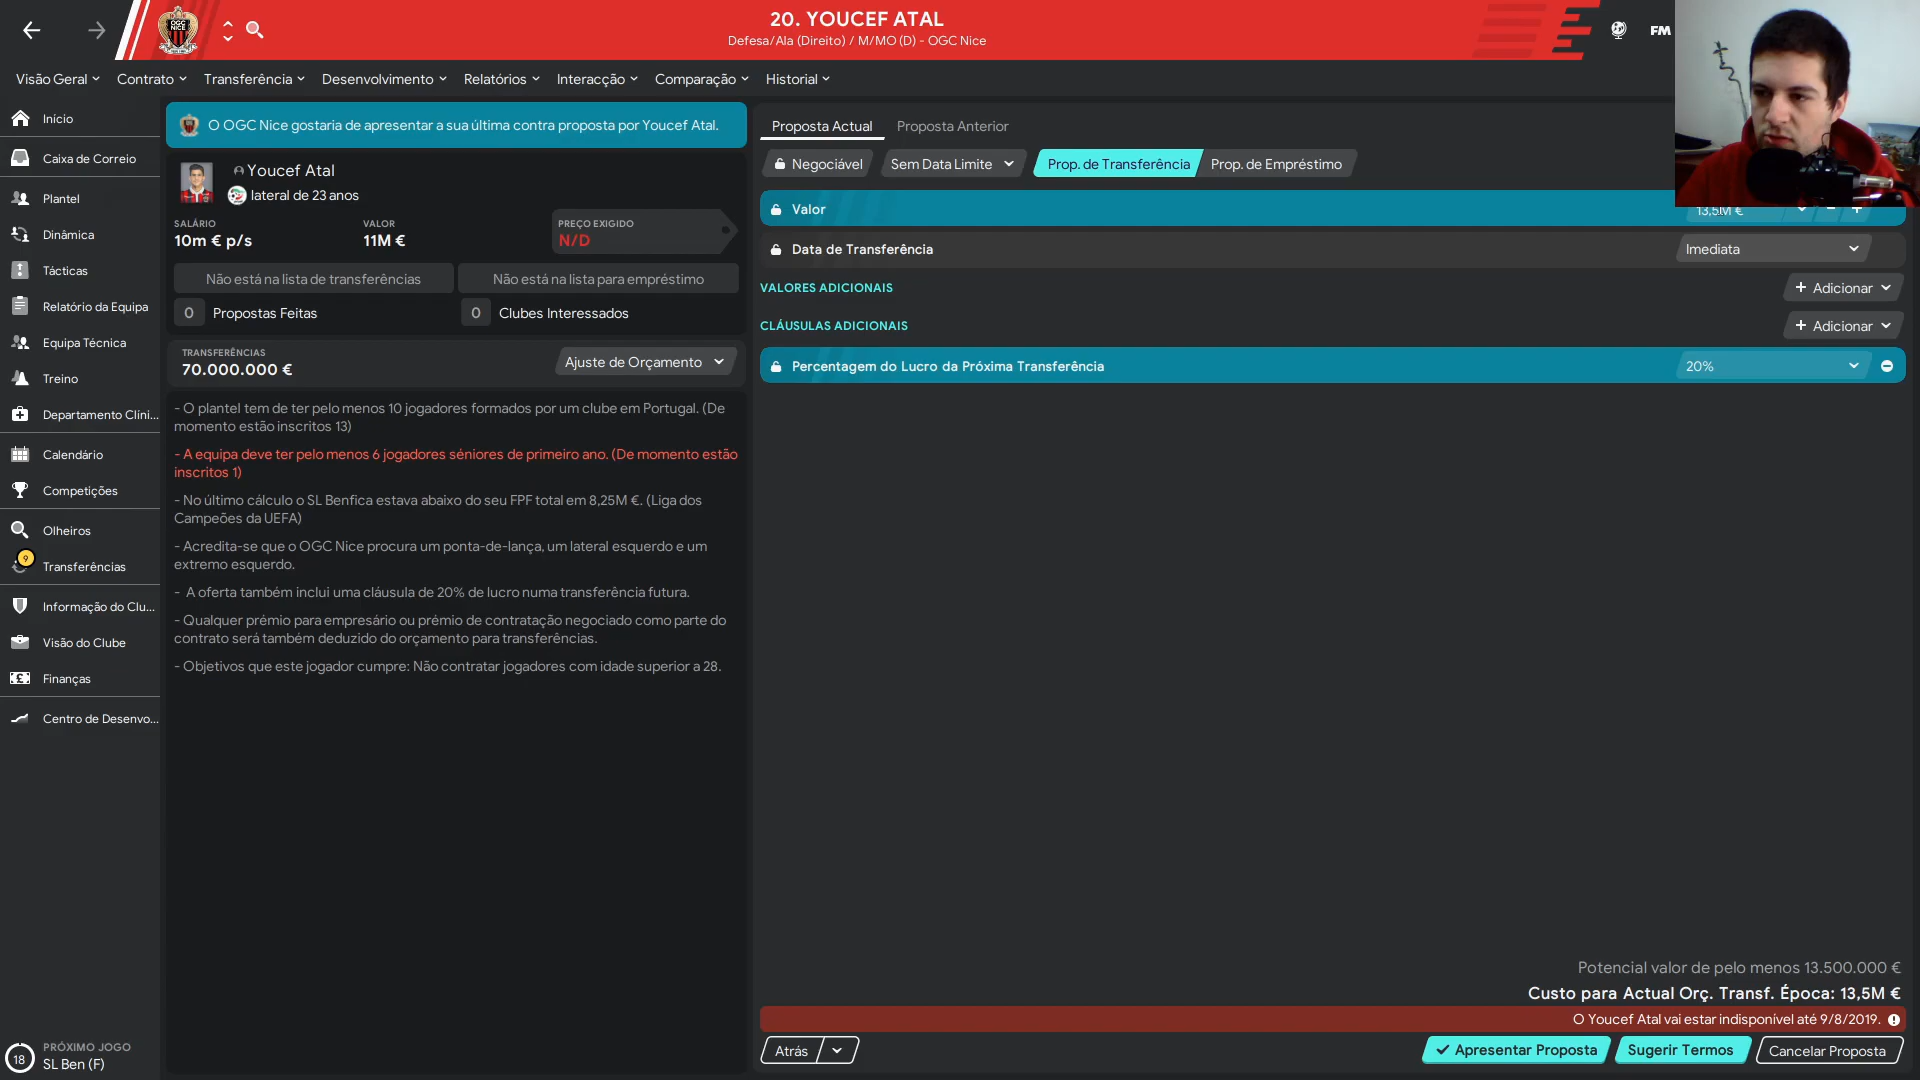 20. YOUCEF ATAL
Defesa/Ala (Direito) / M/MO (D) - OGC Nice
OGC NICE
FM
Visão Geral
Contrato
Transferência
Desenvolvimento
Relatórios
Interacção
Comparação
Historial
Início
Caixa de Correio
Plantel
Dinâmica
Tácticas
Relatório da Equipa
Equipa Técnica
Treino
Departamento Clíni...
Calendário
Competições
Olheiros
9
Transferências
Informação do Clu...
Visão do Clube
Finanças
Centro de Desenvo...
18
PRÓXIMO JOGO
SL Ben (F)
O OGC Nice gostaria de apresentar a sua última contra proposta por Youcef Atal.
Youcef Atal
lateral de 23 anos
SALÁRIO
10m € p/s
VALOR
11M €
PREÇO EXIGIDO
N/D
Não está na lista de transferências
Não está na lista para empréstimo
0 Propostas Feitas
0 Clubes Interessados
TRANSFERÊNCIAS
70.000.000 €
Ajuste de Orçamento
- O plantel tem de ter pelo menos 10 jogadores formados por um clube em Portugal. (De
momento estão inscritos 13)
- A equipa deve ter pelo menos 6 jogadores séniores de primeiro ano. (De momento estão
inscritos 1)
- No último cálculo o SL Benfica estava abaixo do seu FPF total em 8,25M €. (Liga dos
Campeões da UEFA)
- Acredita-se que o OGC Nice procura um ponta-de-lança, um lateral esquerdo e um
extremo esquerdo.
- A oferta também inclui uma cláusula de 20% de lucro numa transferência futura.
- Qualquer prémio para empresário ou prémio de contratação negociado como parte do
contrato será também deduzido do orçamento para transferências.
- Objetivos que este jogador cumpre: Não contratar jogadores com idade superior a 28.
Proposta Actual
Proposta Anterior
Negociável
Sem Data Limite
Prop. de Transferência
Prop. de Empréstimo
Valor
13,5M €
Data de Transferência
Imediata
VALORES ADICIONAIS
+ Adicionar
CLÁUSULAS ADICIONAIS
+ Adicionar
Percentagem do Lucro da Próxima Transferência
20%
Potencial valor de pelo menos 13.500.000 €
Custo para Actual Orç. Transf. Época: 13,5M €
O Youcef Atal vai estar indisponível até 9/8/2019.
Atrás
Apresentar Proposta
Sugerir Termos
Cancelar Proposta